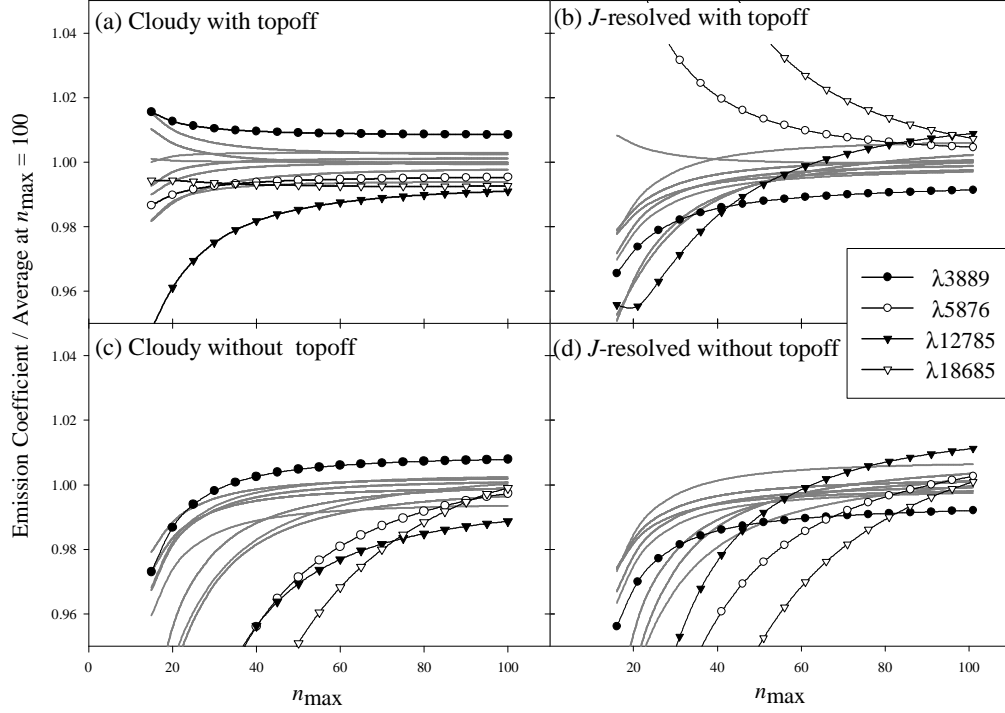 (a) Cloudy with topoff
(b) J-resolved with topoff
1.04
1.02
1.00
0.98
0.96
Emission Coefficient / Average at nmax = 100
λ3889
λ5876
λ12785
λ18685
(c) Cloudy without topoff
(d) J-resolved without topoff
1.04
1.02
1.00
0.98
0.96
0 20 40 60 80 100
20 40 60 80 100
nmax
nmax